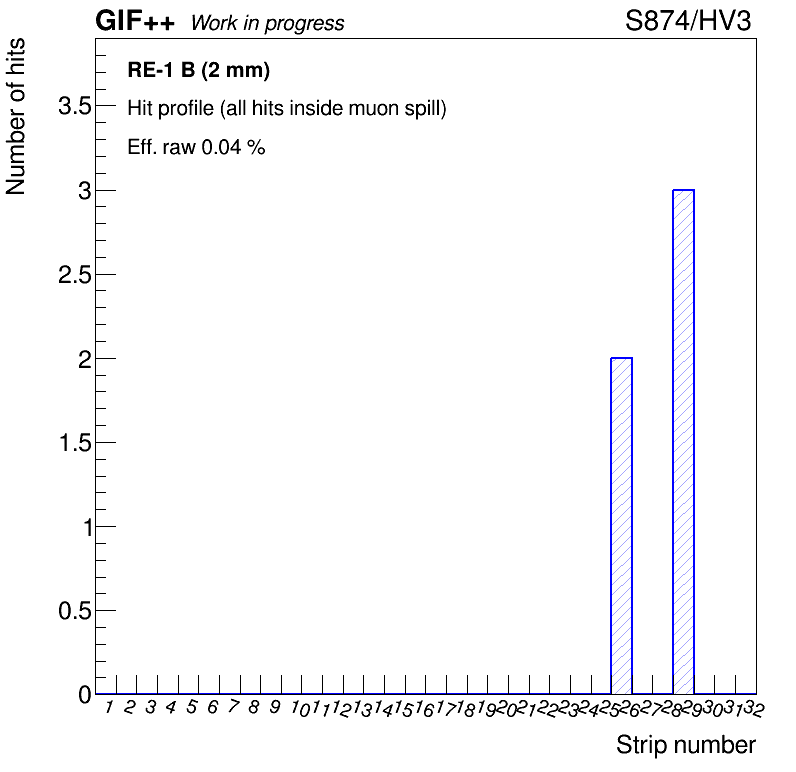 GIF++ Work in progress S874/HV3
Number of hits
RE-1 B (2 mm)
Hit profile (all hits inside muon spill)
Eff. raw 0.04 %
3.5
3
2.5
2
1.5
1
0.5
0
1 2 3 4 5 6 7 8 9 10 11 12 13 14 15 16 17 18 19 20 21 22 23 24 25 26 27 28 29 30 31 32
Strip number